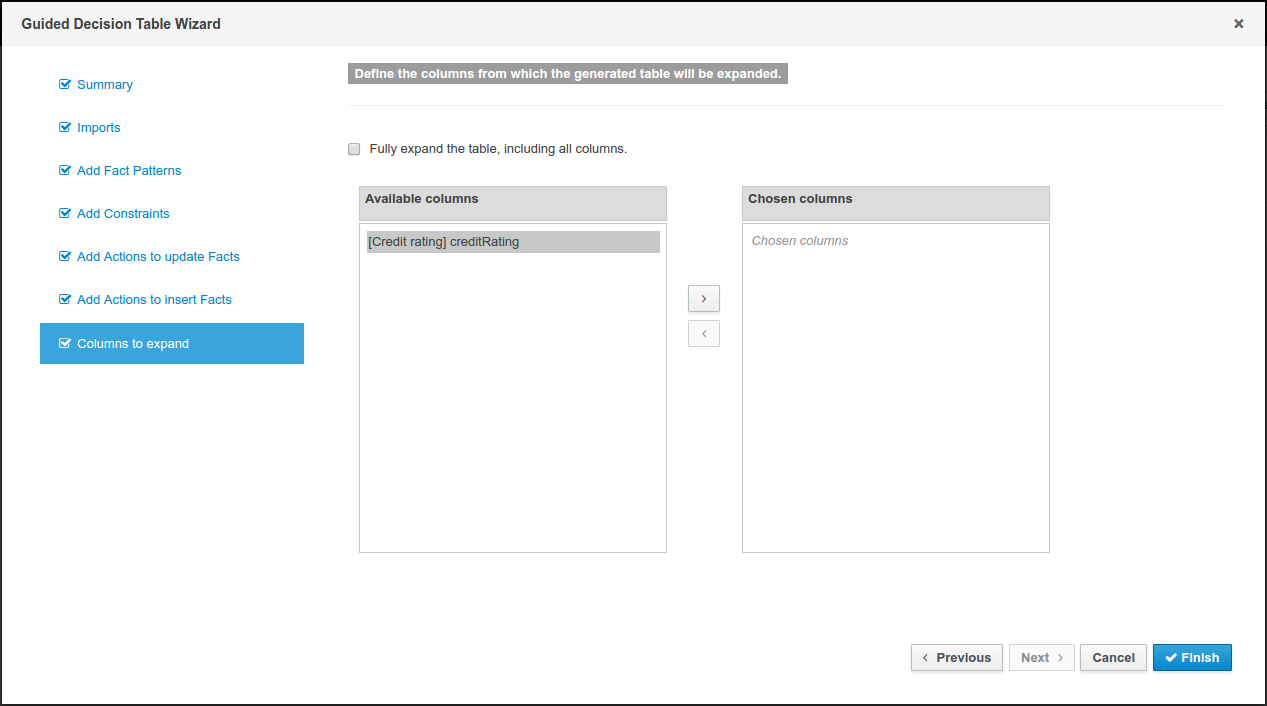 Guided Decision Table Wizard
Summary
Imports
Add Fact Patterns
Add Constraints
Add Actions to update Facts
Add Actions to insert Facts
Columns to expand
Define the columns from which the generated table will be expanded.
Fully expand the table, including all columns.
Available columns
[Credit rating] creditRating
Chosen columns
Chosen columns
Previous
Next
Cancel
Finish